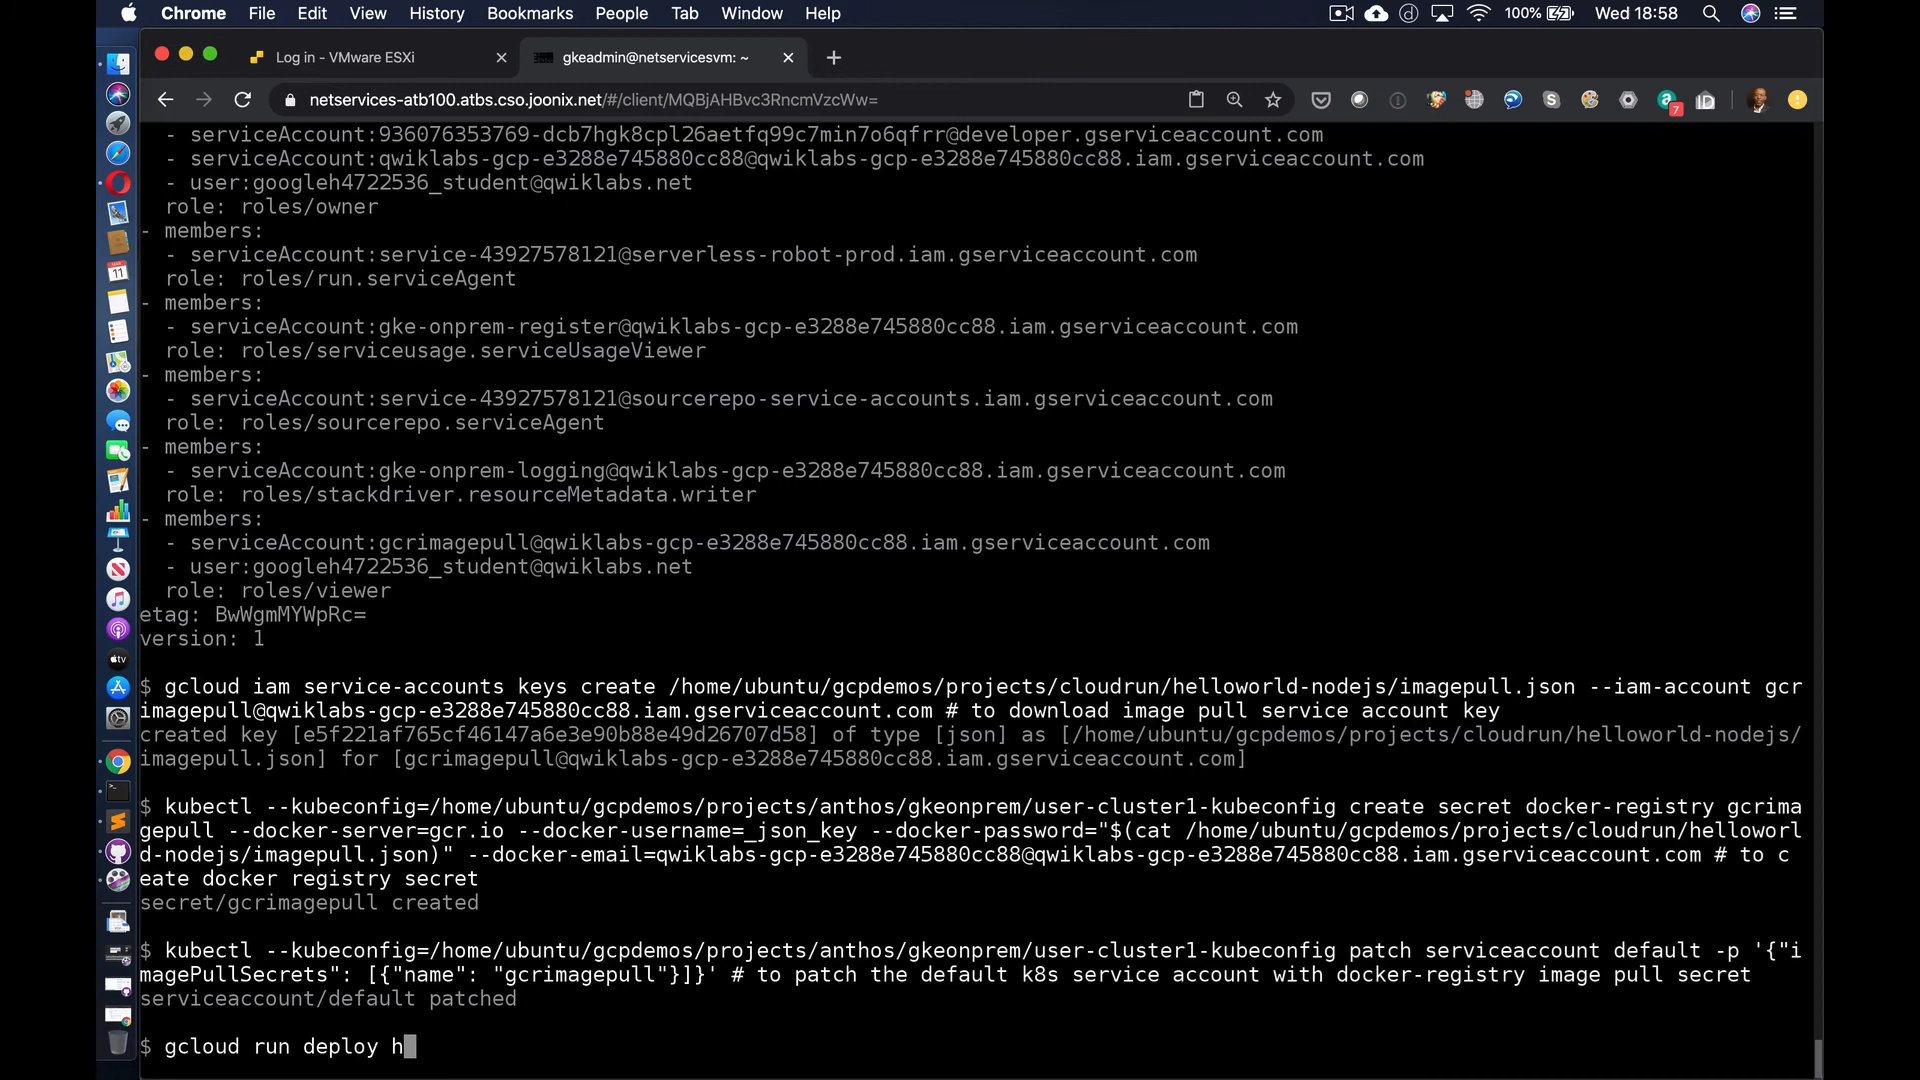 Chrome File Edit View History Bookmarks People Tab Window Help 100% Wed 18:58
Log in - VMware ESXi gkeadmin@netservicesvm: ~
netservices-atb100.atbs.cso.joonix.net/#/client/MQBjAHBvc3RncmVzcWw= 7
- serviceAccount:936076353769-dcb7hgk8cpl26aetfq99c7min7o6qfrr@developer.gserviceaccount.com
- serviceAccount:qwiklabs-gcp-e3288e745880cc88@qwiklabs-gcp-e3288e745880cc88.iam.gserviceaccount.com
- user:googleh4722536_student@qwiklabs.net
role: roles/owner
- members:
- serviceAccount:service-43927578121@serverless-robot-prod.iam.gserviceaccount.com
role: roles/run.serviceAgent
- members:
- serviceAccount:gke-onprem-register@qwiklabs-gcp-e3288e745880cc88.iam.gserviceaccount.com
role: roles/serviceusage.serviceUsageViewer
- members:
- serviceAccount:service-43927578121@sourcerepo-service-accounts.iam.gserviceaccount.com
role: roles/sourcerepo.serviceAgent
- members:
- serviceAccount:gke-onprem-logging@qwiklabs-gcp-e3288e745880cc88.iam.gserviceaccount.com
role: roles/stackdriver.resourceMetadata.writer
- members:
- serviceAccount:gcrimagepull@qwiklabs-gcp-e3288e745880cc88.iam.gserviceaccount.com
- user:googleh4722536_student@qwiklabs.net
role: roles/viewer
etag: BwWgmMYWpRc=
version: 1
$ gcloud iam service-accounts keys create /home/ubuntu/gcpdemos/projects/cloudrun/helloworld-nodejs/imagepull.json --iam-account gcr
imagepull@qwiklabs-gcp-e3288e745880cc88.iam.gserviceaccount.com # to download image pull service account key
created key [e5f221af765cf46147a6e3e90b88e49d26707d58] of type [json] as [/home/ubuntu/gcpdemos/projects/cloudrun/helloworld-nodejs/
imagepull.json] for [gcrimagepull@qwiklabs-gcp-e3288e745880cc88.iam.gserviceaccount.com]
$ kubectl --kubeconfig=/home/ubuntu/gcpdemos/projects/anthos/gkeonprem/user-cluster1-kubeconfig create secret docker-registry gcrima
gepull --docker-server=gcr.io --docker-username=_json_key --docker-password="$(cat /home/ubuntu/gcpdemos/projects/cloudrun/helloworl
d-nodejs/imagepull.json)" --docker-email=qwiklabs-gcp-e3288e745880cc88@qwiklabs-gcp-e3288e745880cc88.iam.gserviceaccount.com # to c
eate docker registry secret
secret/gcrimagepull created
$ kubectl --kubeconfig=/home/ubuntu/gcpdemos/projects/anthos/gkeonprem/user-cluster1-kubeconfig patch serviceaccount default -p '{"i
magePullSecrets": [{"name": "gcrimagepull"}]}' # to patch the default k8s service account with docker-registry image pull secret
serviceaccount/default patched
$ gcloud run deploy h